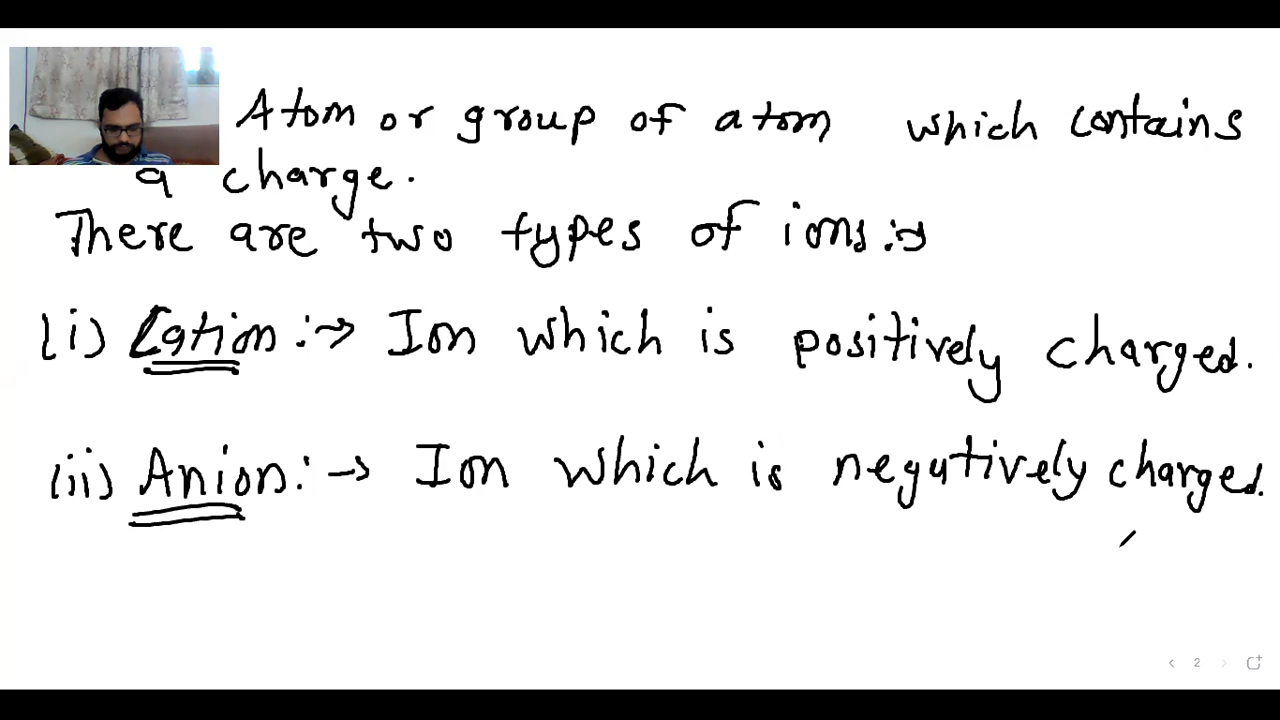 Atom or group of atom which contains
a charge.
There are two types of ions :→
(i) Cation :→ Ion which is positively charged.
(ii) Anion :→ Ion which is negatively charged.
2